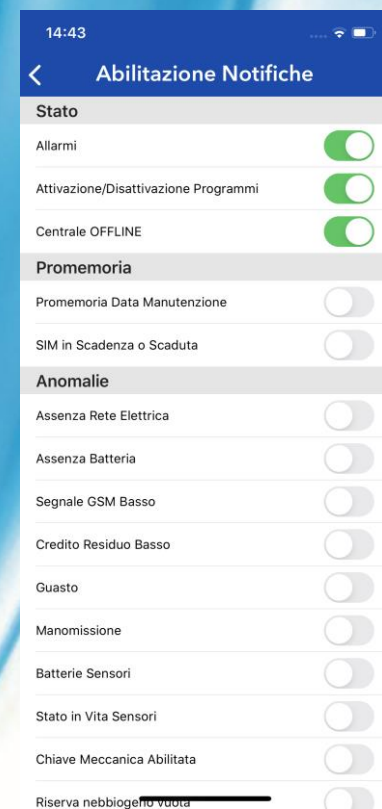 14:43
Abilitazione Notifiche
Stato
Allarmi
Attivazione/Disattivazione Programmi
Centrale OFFLINE
Promemoria
Promemoria Data Manutenzione
SIM in Scadenza o Scaduta
Anomalie
Assenza Rete Elettrica
Assenza Batteria
Segnale GSM Basso
Credito Residuo Basso
Guasto
Manomissione
Batterie Sensori
Stato in Vita Sensori
Chiave Meccanica Abilitata
Riserva nebbiogeno vuota